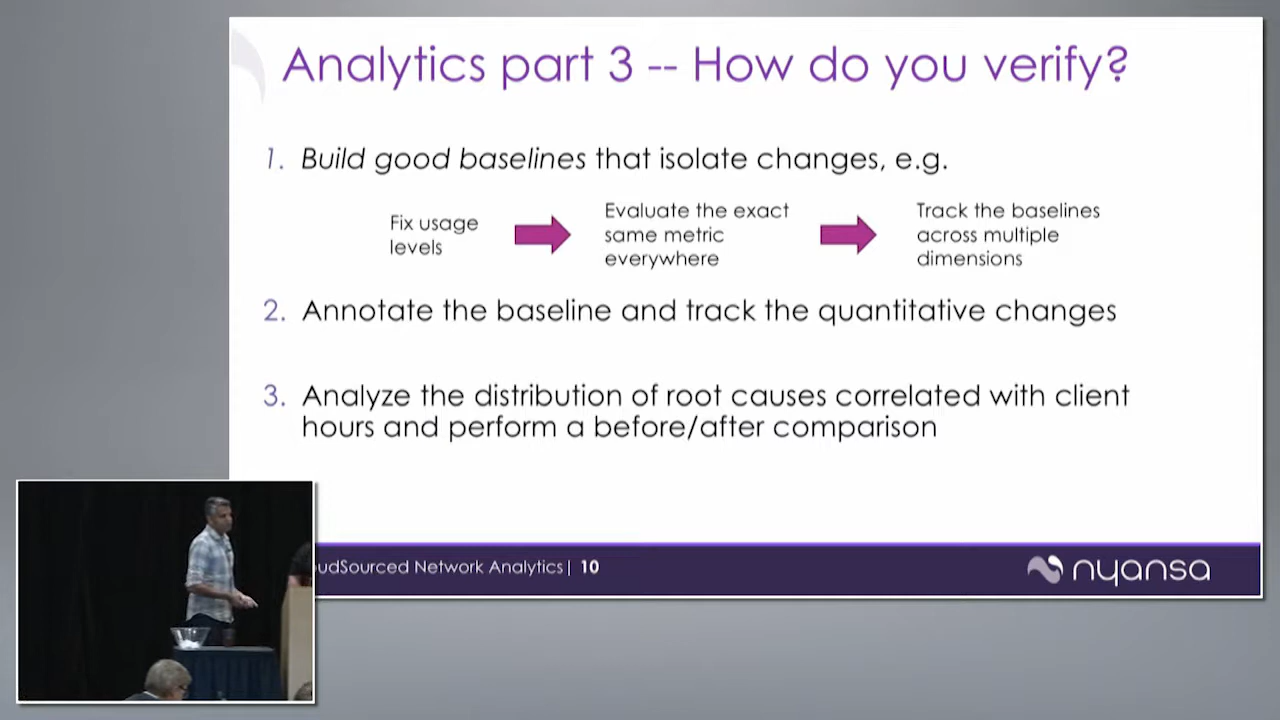 Analytics part 3 -- How do you verify?
1. Build good baselines that isolate changes, e.g.
Fix usage
levels
Evaluate the exact
same metric
everywhere
Track the baselines
across multiple
dimensions
2. Annotate the baseline and track the quantitative changes
3. Analyze the distribution of root causes correlated with client
hours and perform a before/after comparison
udSourced Network Analytics| 10
nyansa